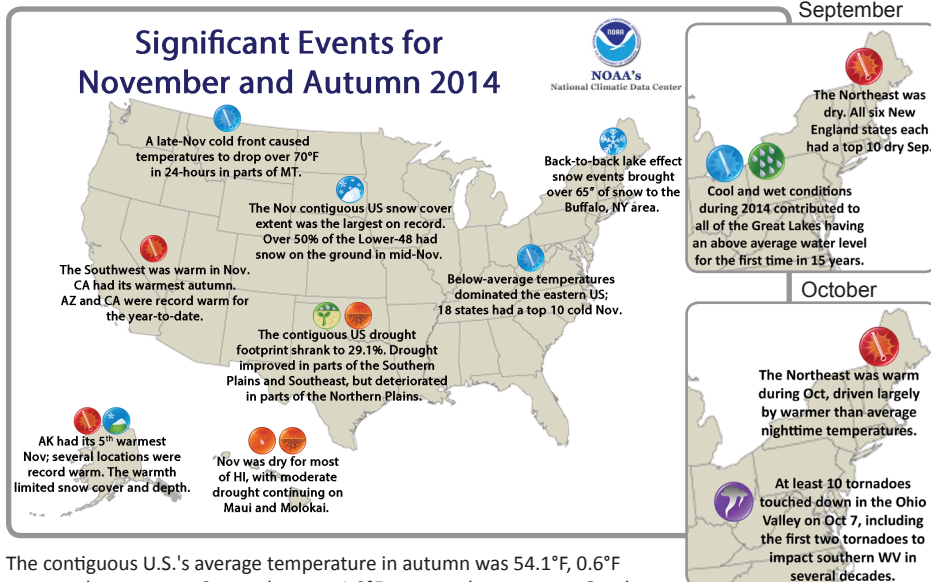 Significant Events for
November and Autumn 2014
NOAA
NOAA's
National Climatic Data Center
A late-Nov cold front caused
temperatures to drop over 70°F
in 24-hours in parts of MT.
The Nov contiguous US snow cover
extent was the largest on record.
Over 50% of the Lower-48 had
snow on the ground in mid-Nov.
Back-to-back lake effect
snow events brought
over 65" of snow to the
Buffalo, NY area.
The Southwest was warm in Nov.
CA had its warmest autumn.
AZ and CA were record warm for
the year-to-date.
Below-average temperatures
dominated the eastern US;
18 states had a top 10 cold Nov.
The contiguous US drought
footprint shrank to 29.1%. Drought
improved in parts of the Southern
Plains and Southeast, but deteriorated
in parts of the Northern Plains.
AK had its 5th warmest
Nov; several locations were
record warm. The warmth
limited snow cover and depth.
Nov was dry for most
of HI, with moderate
drought continuing on
Maui and Molokai.
September
The Northeast was
dry. All six New
England states each
had a top 10 dry Sep.
Cool and wet conditions
during 2014 contributed to
all of the Great Lakes having
an above average water level
for the first time in 15 years.
October
The Northeast was warm
during Oct, driven largely
by warmer than average
nighttime temperatures.
At least 10 tornadoes
touched down in the Ohio
Valley on Oct 7, including
the first two tornadoes to
impact southern WV in
several decades.
The contiguous U.S.'s average temperature in autumn was 54.1°F, 0.6°F